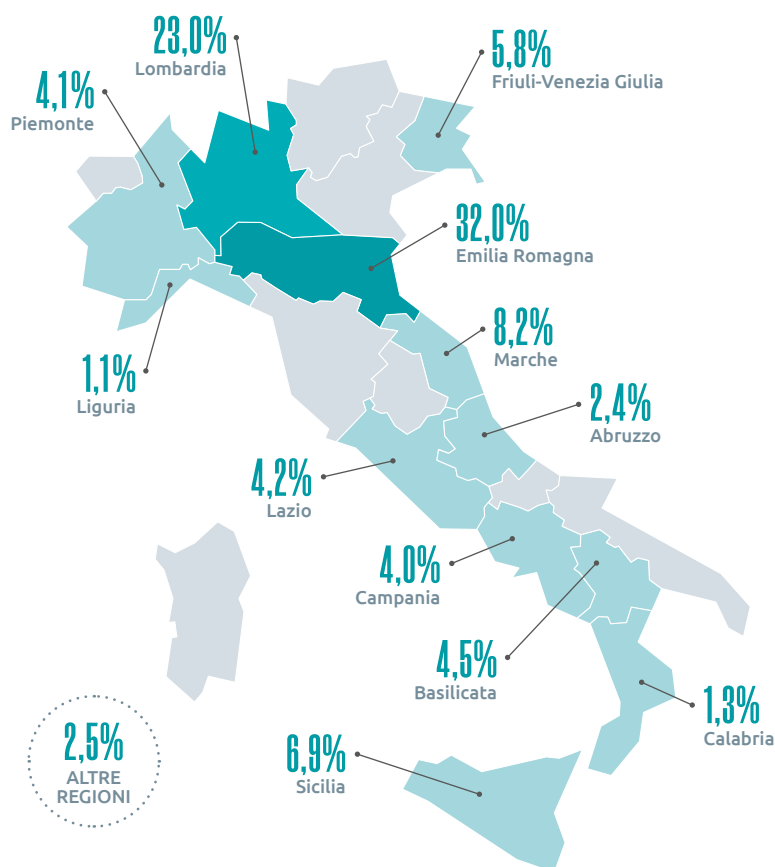 23,0%
Lombardia
5,8%
Friuli-Venezia Giulia
4,1%
Piemonte
32,0%
Emilia Romagna
8,2%
Marche
1,1%
Liguria
2,4%
Abruzzo
4,2%
Lazio
4,0%
Campania
4,5%
Basilicata
1,3%
Calabria
2,5%
ALTRE
REGIONI
6,9%
Sicilia